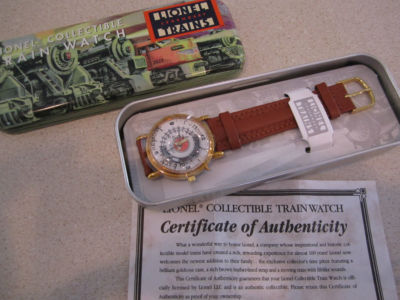 LIONEL
LEGENDARY
TRAINS
LIONEL® COLLECTIBLE
TRAIN WATCH
LIONEL
TRAINS
LIONEL® COLLECTIBLE TRAIN WATCH
Certificate of Authenticity
What a wonderful way to honor Lionel, a company whose inspirational and historic col-
lectible model trains have created a rich, rewarding experience for almost 100 years! Lionel now
welcomes the newest addition to their family... the exclusive collector's time piece featuring a
brilliant goldtone case, a rich brown leather strap and a moving train with lifelike sounds.
This Certificate of Authenticity guarantees that your Lionel Collectible Train Watch is offi-
cially licensed by Lionel LLC and is an authentic collectible. Please retain this Certificate of
Authenticity as proof of your ownership.